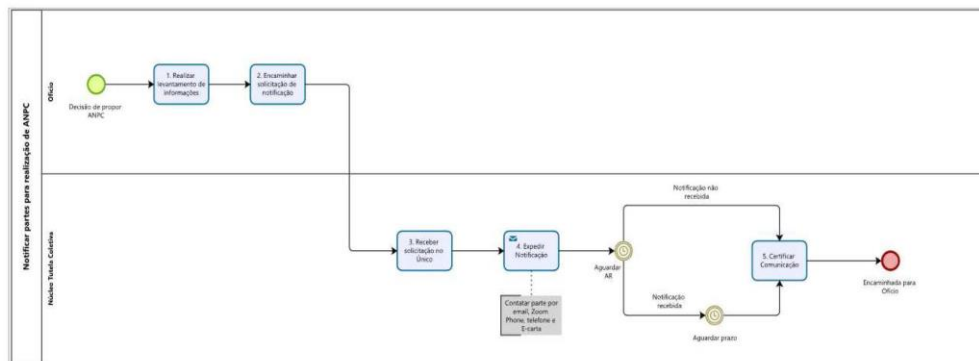 Notificar partes para realização de ANPC
Ofício
Decisão de propor
ANPC
1. Realizar
levantamento de
informações
2. Encaminhar
solicitação de
notificação
Núcleo Tutela Coletiva
3. Receber
solicitação no
Único
4. Expedir
Notificação
Contatar parte por
email, Zoom
Phone, telefone e
E-carta
Aguardar
AR
Notificação não
recebida
Notificação
recebida
Aguardar prazo
5. Certificar
Comunicação
Encaminhada para
Ofício